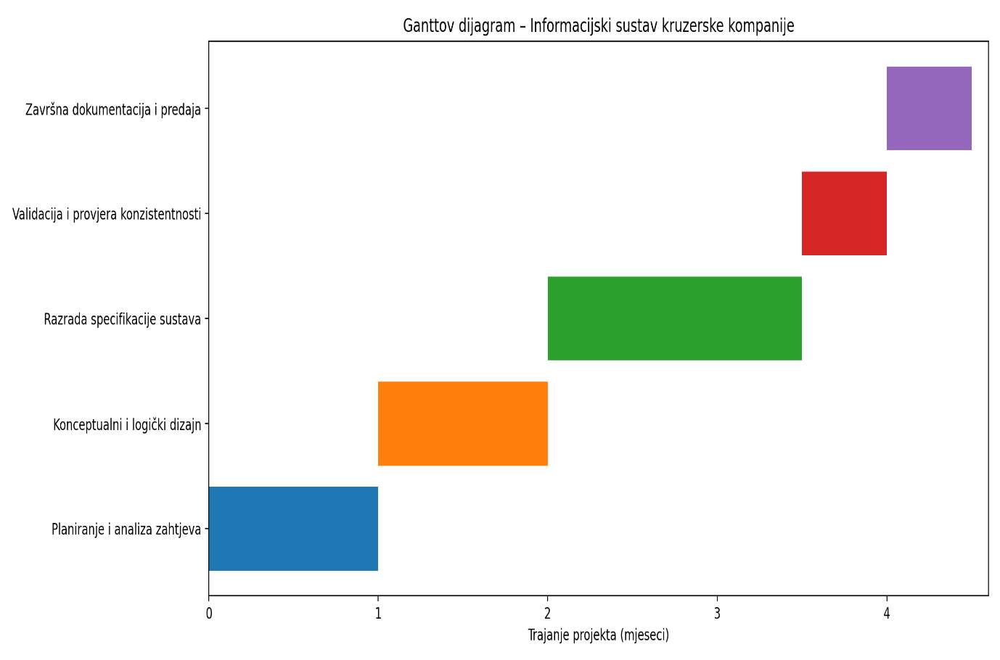 Ganttov dijagram – Informacijski sustav kruzerske kompanije
Završna dokumentacija i predaja
Validacija i provjera konzistentnosti
Razrada specifikacije sustava
Konceptualni i logički dizajn
Planiranje i analiza zahtjeva
0 1 2 3 4
Trajanje projekta (mjeseci)